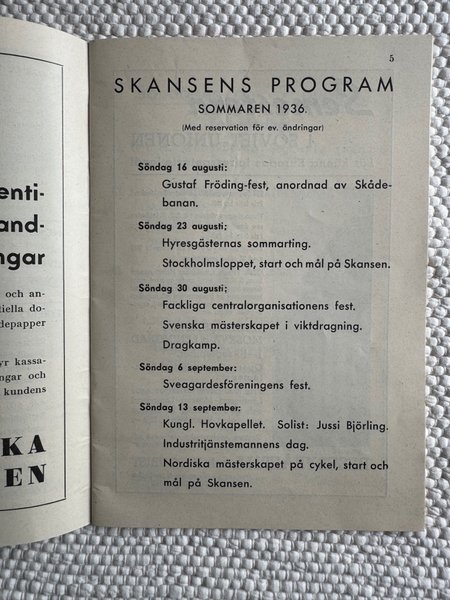 enti-
and-
ngar
och an-
tiella do-
depapper
yr kassa-
ngar och
kundens
KA
EN
5
SKANSENS PROGRAM
SOMMAREN 1936.
(Med reservation för ev. ändringar)
Söndag 16 augusti:
Gustaf Fröding-fest, anordnad av Skåde-
banan.
Söndag 23 augusti;
Hyresgästernas sommarting.
Stockholmsloppet, start och mål på Skansen.
Söndag 30 augusti;
Fackliga centralorganisationens fest.
Svenska mästerskapet i viktdragning.
Dragkamp.
Söndag 6 september:
Sveagardesföreningens fest.
Söndag 13 september:
Kungl. Hovkapellet. Solist: Jussi Björling.
Industritjänstemannens dag.
Nordiska mästerskapet på cykel, start och
mål på Skansen.